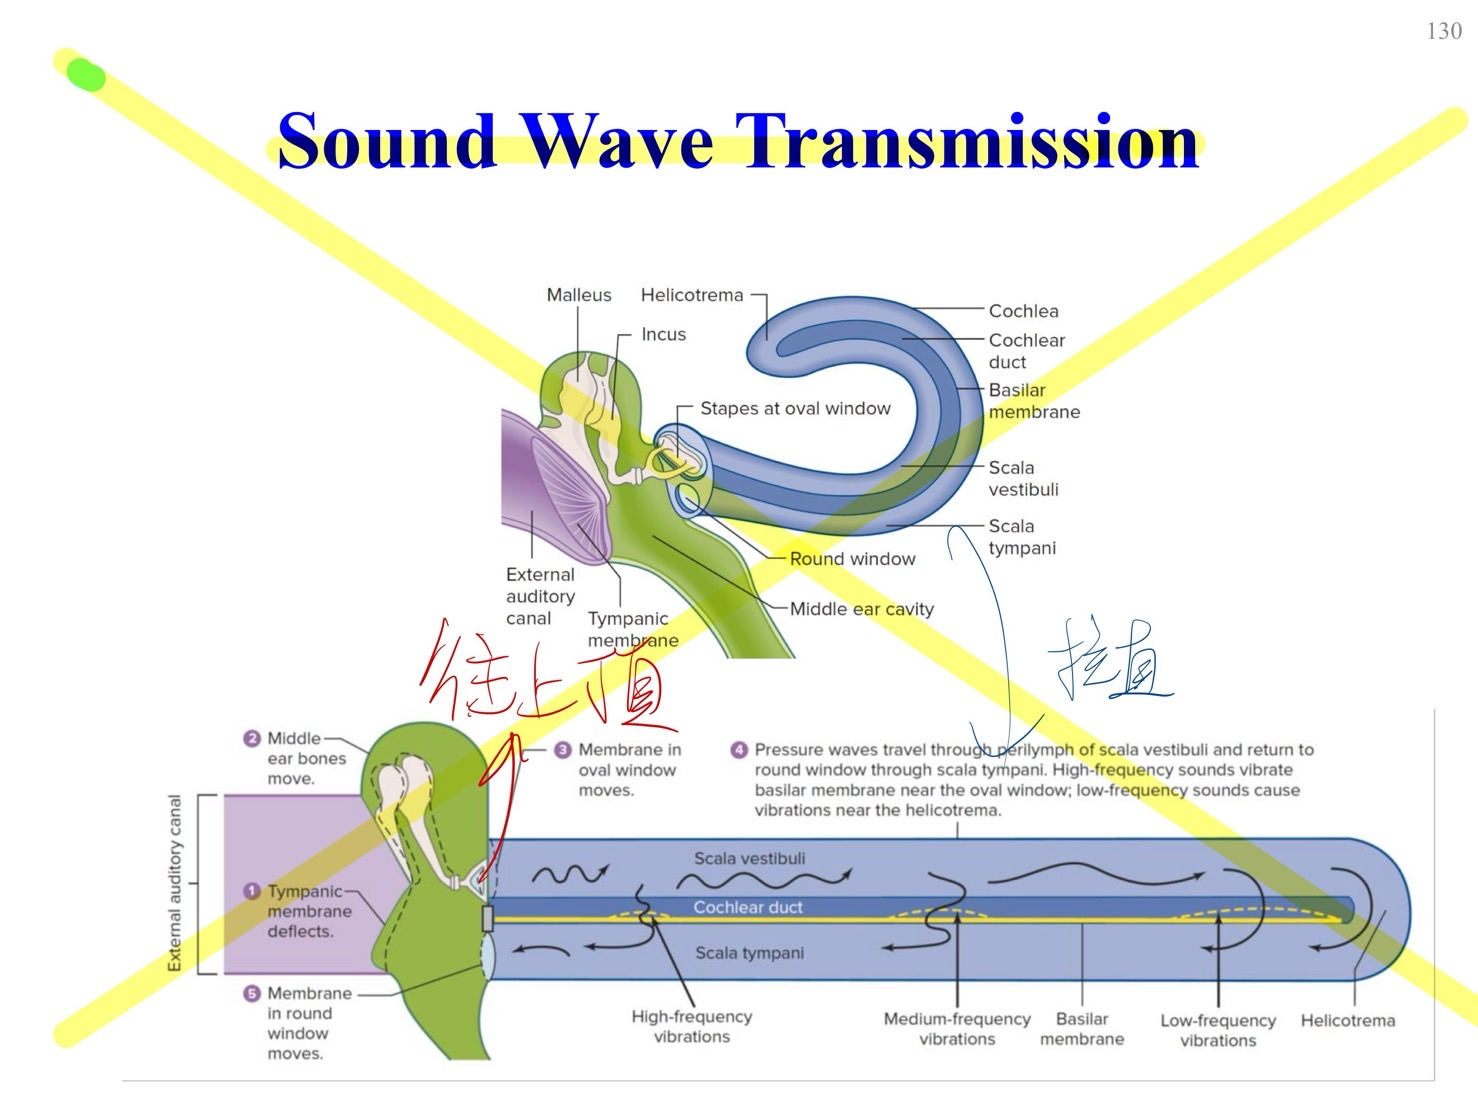 130
Sound Wave Transmission
Malleus
Helicotrema
Incus
Stapes at oval window
Cochlea
Cochlear
duct
Basilar
membrane
Scala
vestibuli
Scala
tympani
Round window
Middle ear cavity
External
auditory
canal
Tympanic
membrane
往上顶
拉直
2 Middle
ear bones
move.
3 Membrane in
oval window
moves.
4 Pressure waves travel through perilymph of scala vestibuli and return to
round window through scala tympani. High-frequency sounds vibrate
basilar membrane near the oval window; low-frequency sounds cause
vibrations near the helicotrema.
External auditory canal
1 Tympanic
membrane
deflects.
Scala vestibuli
Cochlear duct
Scala tympani
5 Membrane
in round
window
moves.
High-frequency
vibrations
Medium-frequency
vibrations
Basilar
membrane
Low-frequency
vibrations
Helicotrema